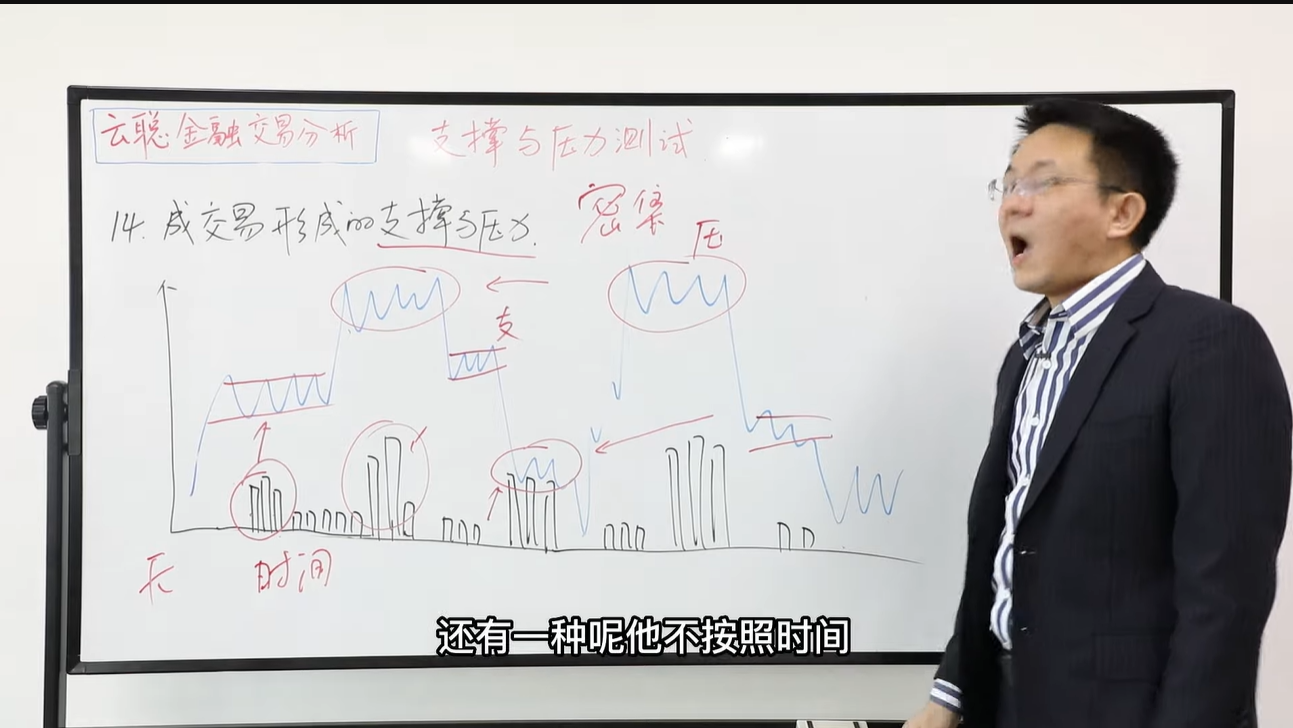 云聪金融交易分析 支撑与压力测试
14. 成交易形成的支撑与压力. 密集
压
支
长 时间
还有一种呢他不按照时间